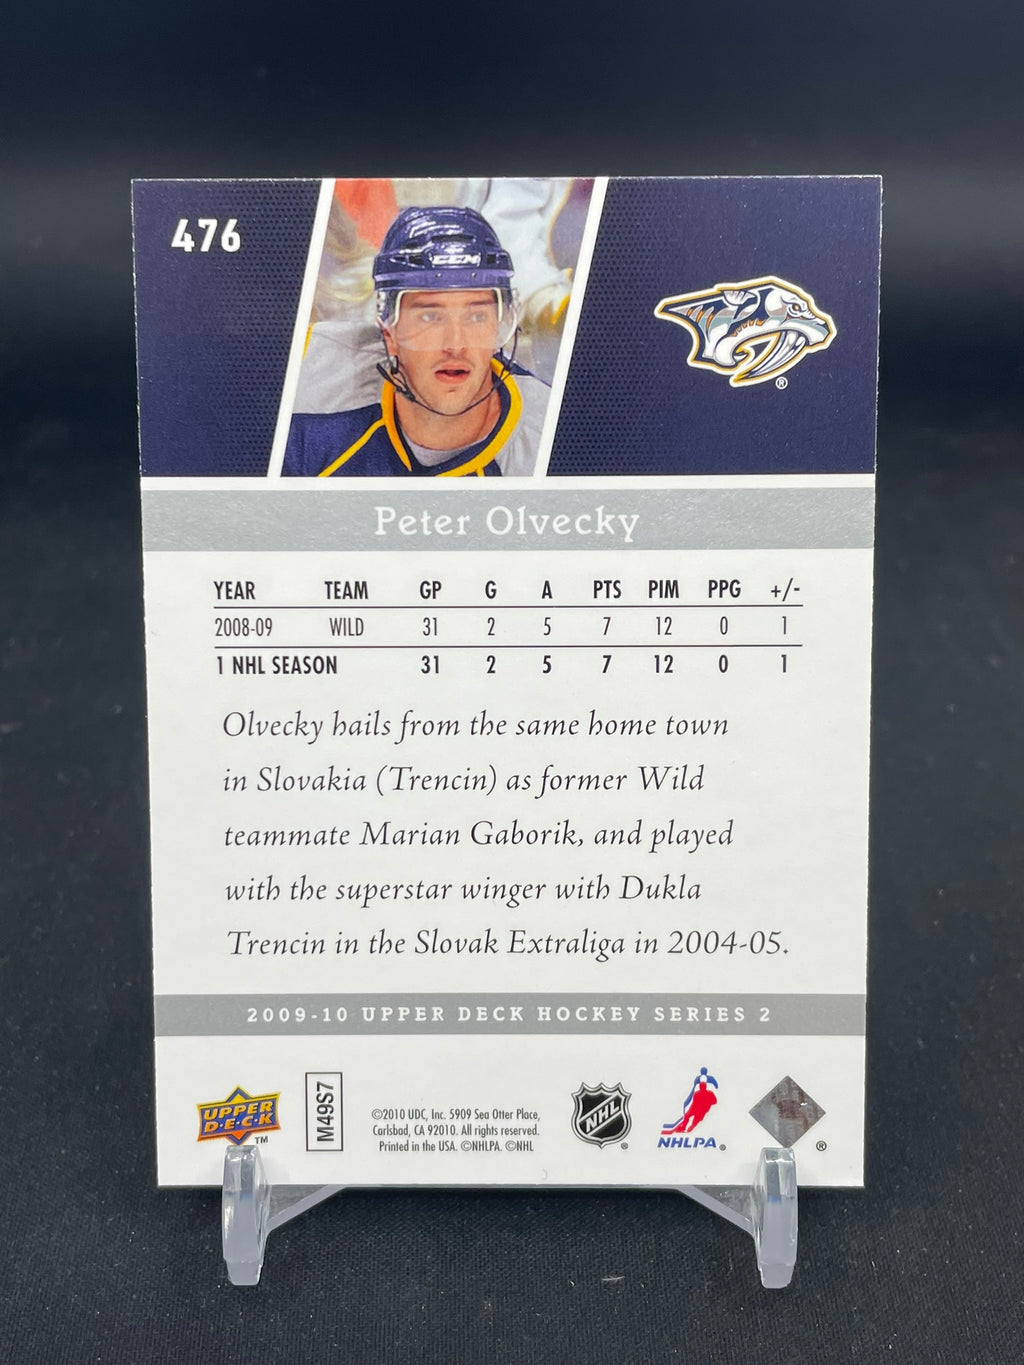 476
CCM
®
Peter Olvecky
YEAR TEAM GP G A PTS PIM PPG +/-
2008-09 WILD 31 2 5 7 12 0 1
1 NHL SEASON 31 2 5 7 12 0 1
Olvecky hails from the same home town
in Slovakia (Trencin) as former Wild
teammate Marian Gaborik, and played
with the superstar winger with Dukla
Trencin in the Slovak Extraliga in 2004-05.
2009-10 UPPER DECK HOCKEY SERIES 2
UPPER
D·E·C·K
TM
M49S7
©2010 UDC, Inc. 5909 Sea Otter Place,
Carlsbad, CA 92010. All rights reserved.
Printed in the USA. ©NHLPA. ©NHL
NHL
®
NHLPA®
®